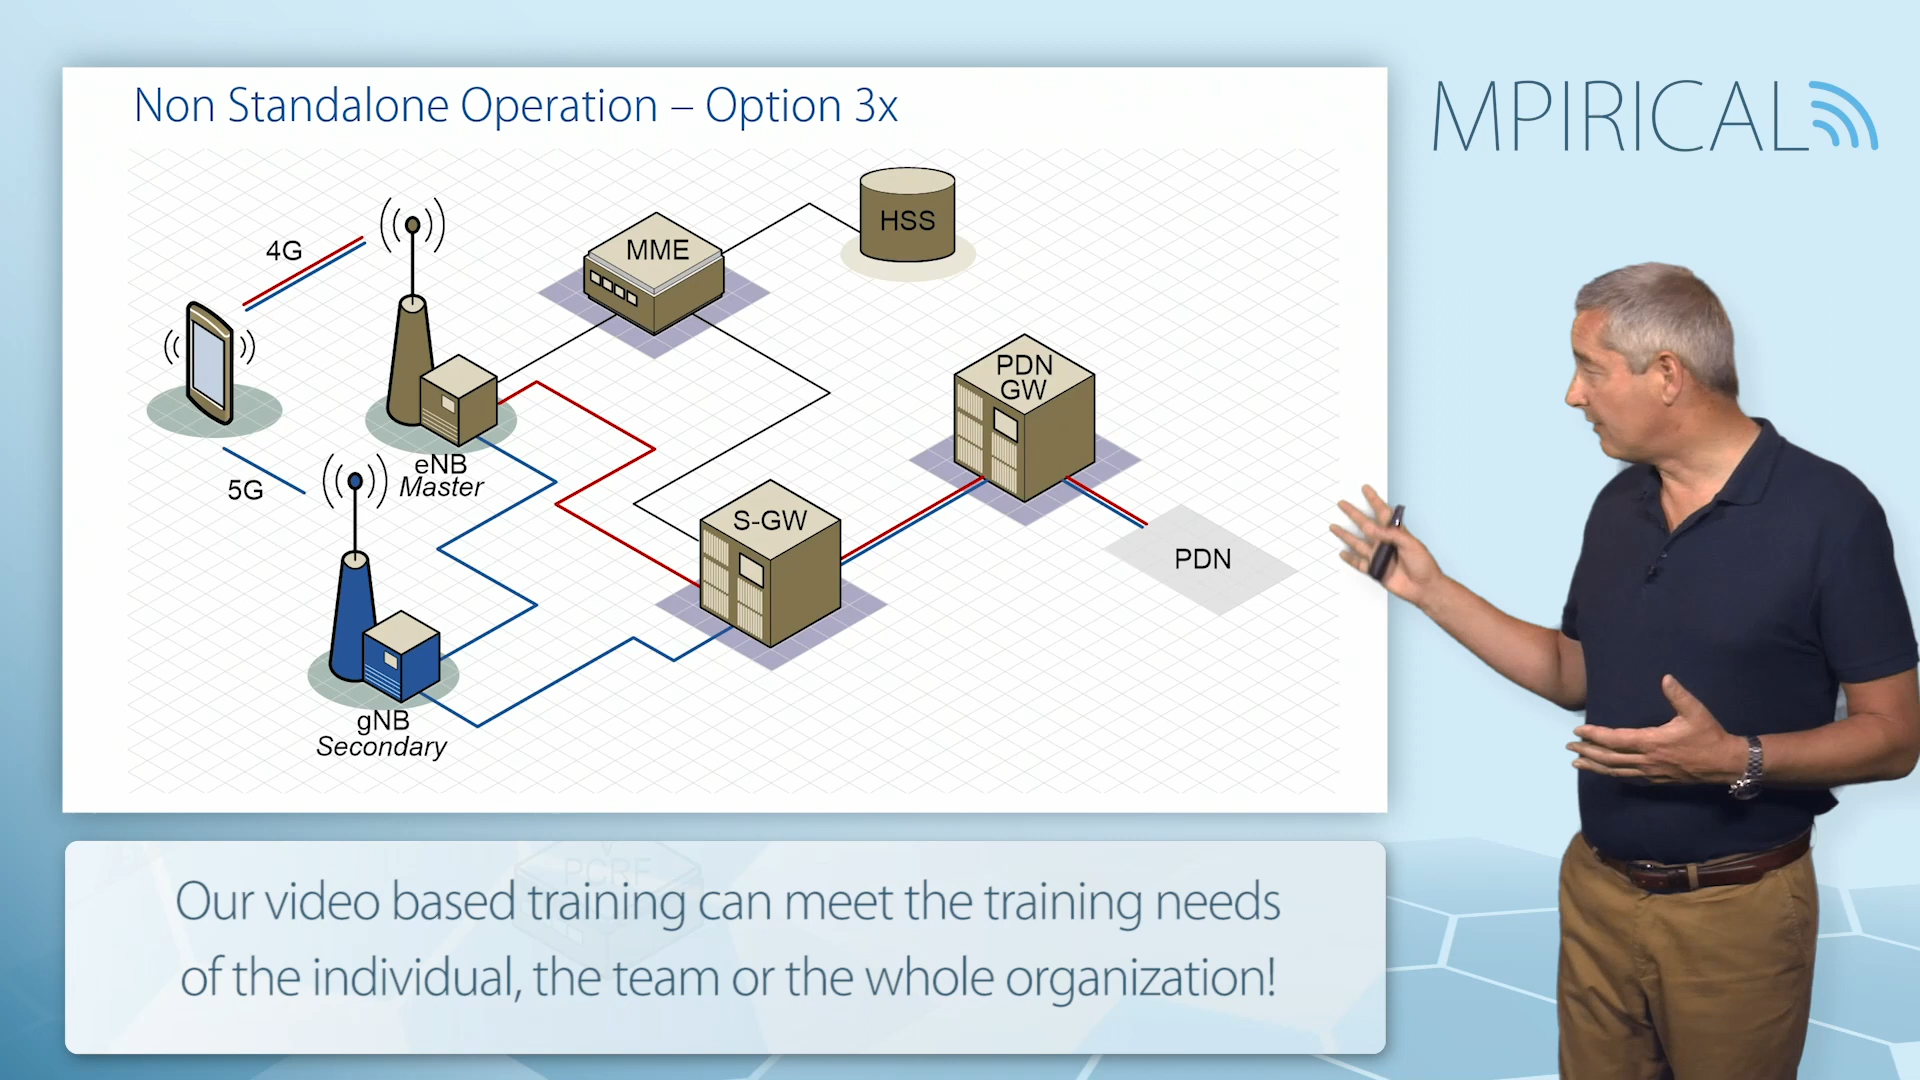 Non Standalone Operation – Option 3x
MPIRICAL
HSS
MME
4G
PDN
GW
eNB
Master
5G
S-GW
PDN
gNB
Secondary
PCRF
Our video based training can meet the training needs
of the individual, the team or the whole organization!